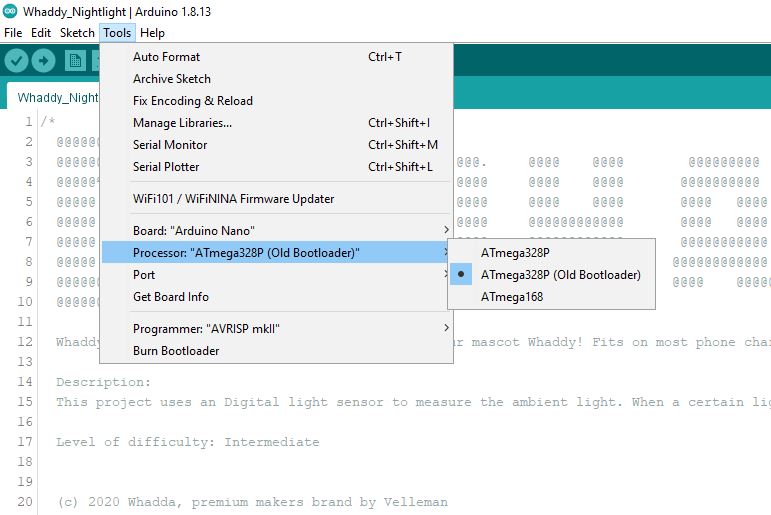 Whaddy_Nightlight | Arduino 1.8.13
File Edit Sketch Tools Help
Whaddy_Night
Auto Format Ctrl+T
Archive Sketch
Fix Encoding & Reload
Manage Libraries... Ctrl+Shift+I
Serial Monitor Ctrl+Shift+M
Serial Plotter Ctrl+Shift+L
WiFi101 / WiFiNINA Firmware Updater
Board: "Arduino Nano"
Processor: "ATmega328P (Old Bootloader)"
Port
Get Board Info
Programmer: "AVRISP mkII"
Burn Bootloader
ATmega328P
ATmega328P (Old Bootloader)
ATmega168
1 /*
2 @@@@@
3 @@@@@ @@@. @@@@ @@@@ @@@@@@@@@
4 @@@@@ @@@@ @@@@ @@@@ @@@@@@@@@@
5 @@@@@ @@@@ @@@@ @@@@ @@@@ @@@@
6 @@@@@
7 @@@@@
8 @@@@@
9 @@@@@
10 @@@@@
11
12 Whaddy mascot Whaddy! Fits on most phone
13
14 Description:
15 This project uses an Digital light sensor to measure the ambient light. When a certain
16
17 Level of difficulty: Intermediate
18
19
20 (c) 2020 Whadda, premium makers brand by Velleman